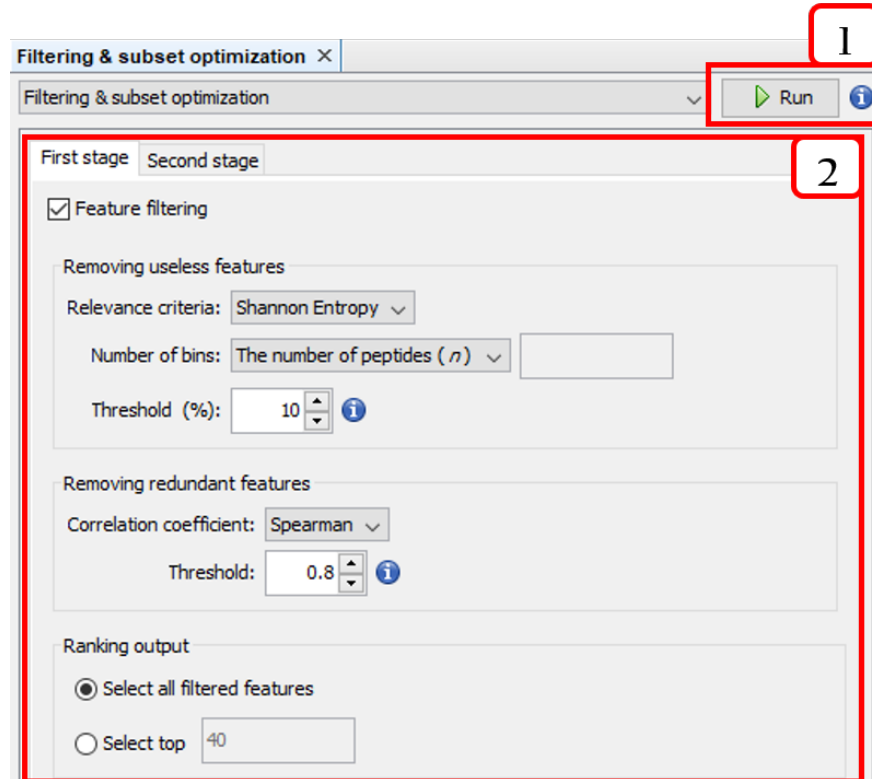 1
Filtering & subset optimization ×
Filtering & subset optimization
Run
First stage Second stage
2
Feature filtering
Removing useless features
Relevance criteria: Shannon Entropy
Number of bins: The number of peptides (n)
Threshold (%): 10
Removing redundant features
Correlation coefficient: Spearman
Threshold: 0.8
Ranking output
Select all filtered features
Select top 40